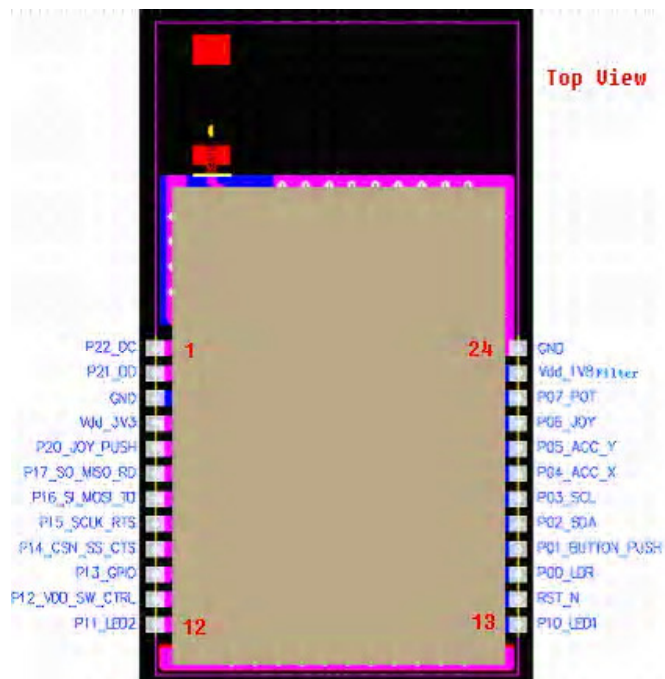 Top View
P22_DC
P21_DD
GND
Vdd_3V3
P20_JOY_PUSH
P17_SO_MISO_RD
P16_SI_MOSI_TD
P15_SCLK_RTS
P14_CSN_SS_CTS
P13_GPIO
P12_VDD_SW_CTRL
P11_LED2
1
12
24
13
GND
Vdd_1V8 Filter
P07_POT
P06_JOY
P05_ACC_Y
P04_ACC_X
P03_SCL
P02_SDA
P01_BUTTON_PUSH
P00_LDR
RST_N
P10_LED1